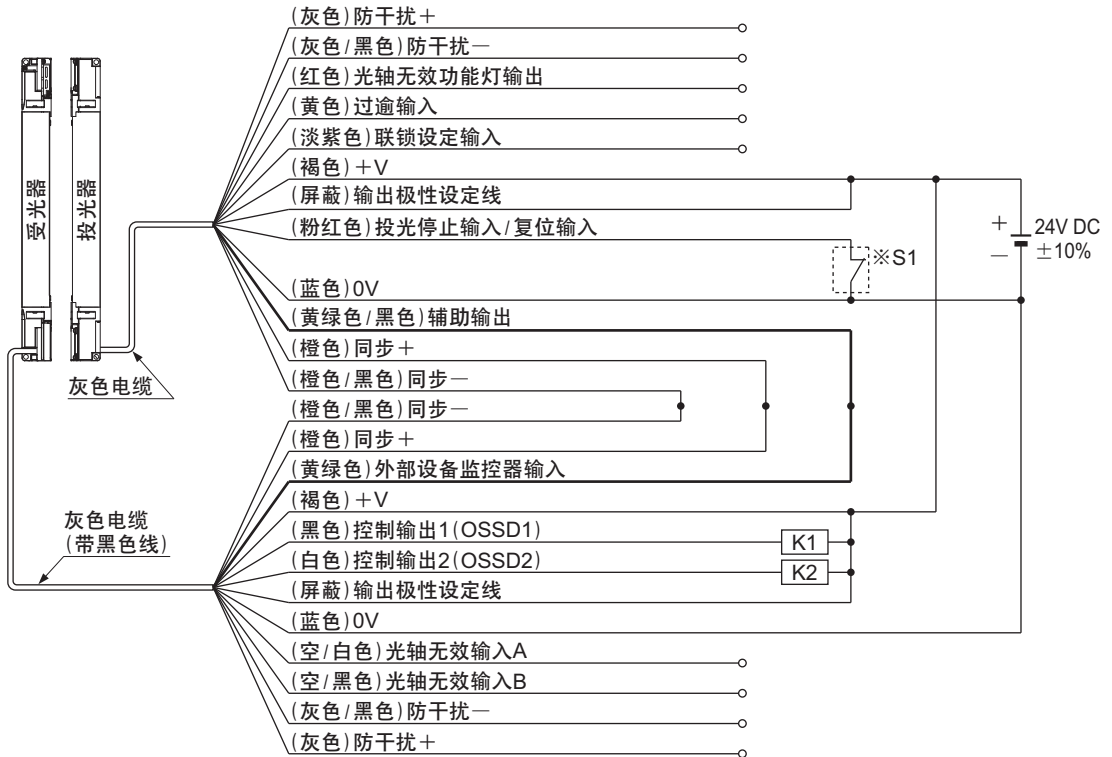 (灰色)防干扰＋
(灰色/黑色)防干扰－
(红色)光轴无效功能灯输出
(黄色)过逾输入
(淡紫色)联锁设定输入
(褐色)＋V
(屏蔽)输出极性设定线
(粉红色)投光停止输入/复位输入
受光器
投光器
＋
－
24V DC
±10%
※S1
(蓝色)0V
(黄绿色/黑色)辅助输出
(橙色)同步＋
(橙色/黑色)同步－
灰色电缆
(橙色/黑色)同步－
(橙色)同步＋
(黄绿色)外部设备监控器输入
(褐色)＋V
灰色电缆
(带黑色线)
(黑色)控制输出1(OSSD1)
K1
(白色)控制输出2(OSSD2)
K2
(屏蔽)输出极性设定线
(蓝色)0V
(空/白色)光轴无效输入A
(空/黑色)光轴无效输入B
(灰色/黑色)防干扰－
(灰色)防干扰＋